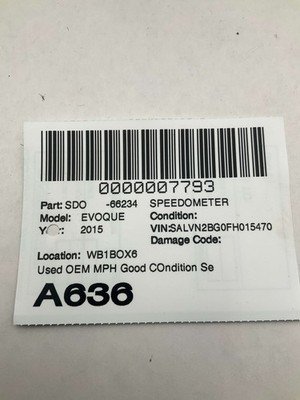 0000007793
Part: SDO -66234 SPEEDOMETER
Model: EVOQUE Condition:
2015 VIN:SALVN2BG0FH015470
Damage Code:
Location: WB1BOX6
Used OEM MPH Good COndition Se
A636